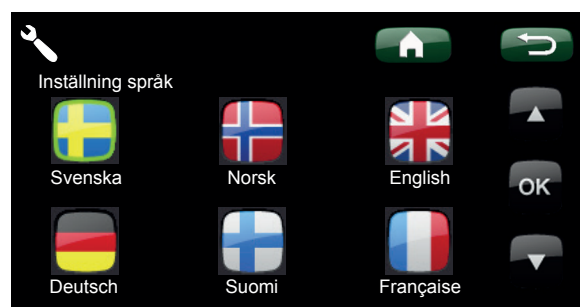 Inställning språk
Svenska Norsk English
OK
Deutsch Suomi Française